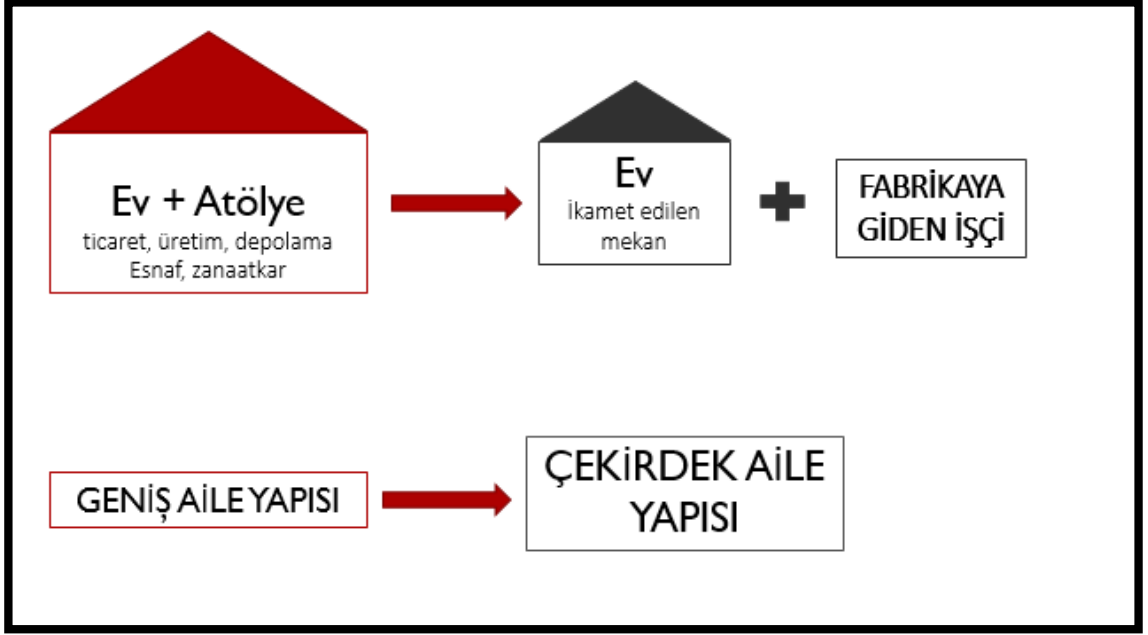 Ev + Atölye
ticaret, üretim, depolama
Esnaf, zanaatkar
Ev
İkamet edilen
mekan
FABRİKAYA
GİDEN İŞÇİ
GENİŞ AİLE YAPISI
ÇEKİRDEK AİLE
YAPISI